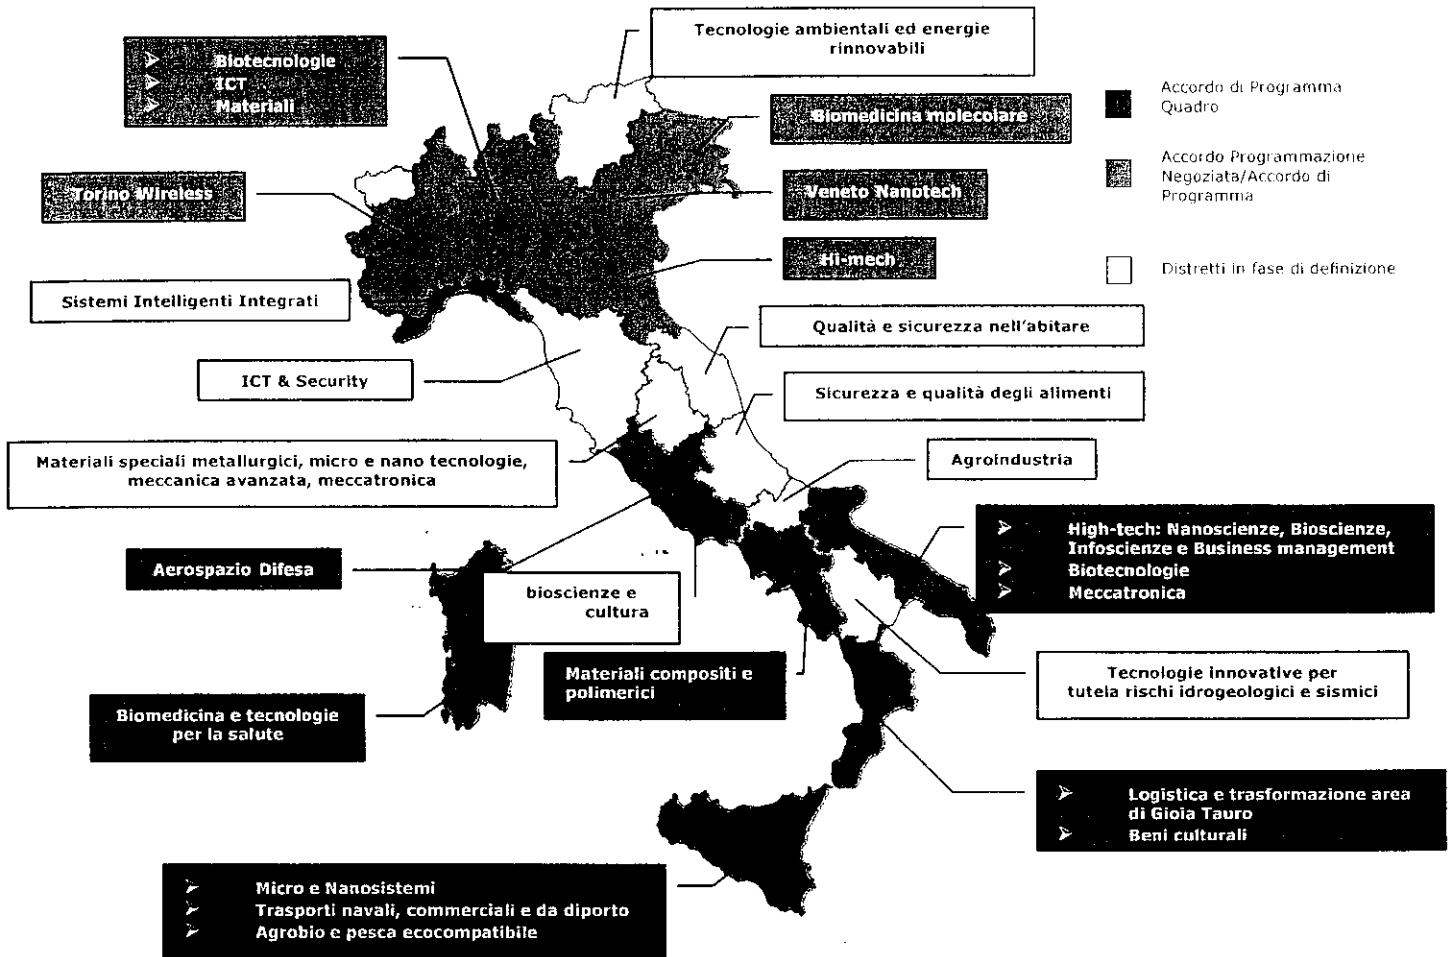 Tecnologie ambientali ed energie
rinnovabili
Biotecnologie
ICT
Materiali
Accordo di Programma
Quadro
Biomedicina molecolare
Accordo Programmazione
Negoziata/Accordo di
Programma
Torino Wireless
Veneto Nanotech
Hi-mech
Distretti in fase di definizione
Sistemi Intelligenti Integrati
Qualità e sicurezza nell'abitare
ICT & Security
Sicurezza e qualità degli alimenti
Materiali speciali metallurgici, micro e nano tecnologie,
meccanica avanzata, meccatronica
Agroindustria
High-tech: Nanoscienze, Bioscienze,
Infoscienze e Business management
Biotecnologie
Meccatronica
Aerospazio Difesa
bioscienze e
cultura
Materiali compositi e
polimerici
Tecnologie innovative per
tutela rischi idrogeologici e sismici
Biomedicina e tecnologie
per la salute
Logistica e trasformazione area
di Gioia Tauro
Beni culturali
Micro e Nanosistemi
Trasporti navali, commerciali e da diporto
Agrobio e pesca ecocompatibile